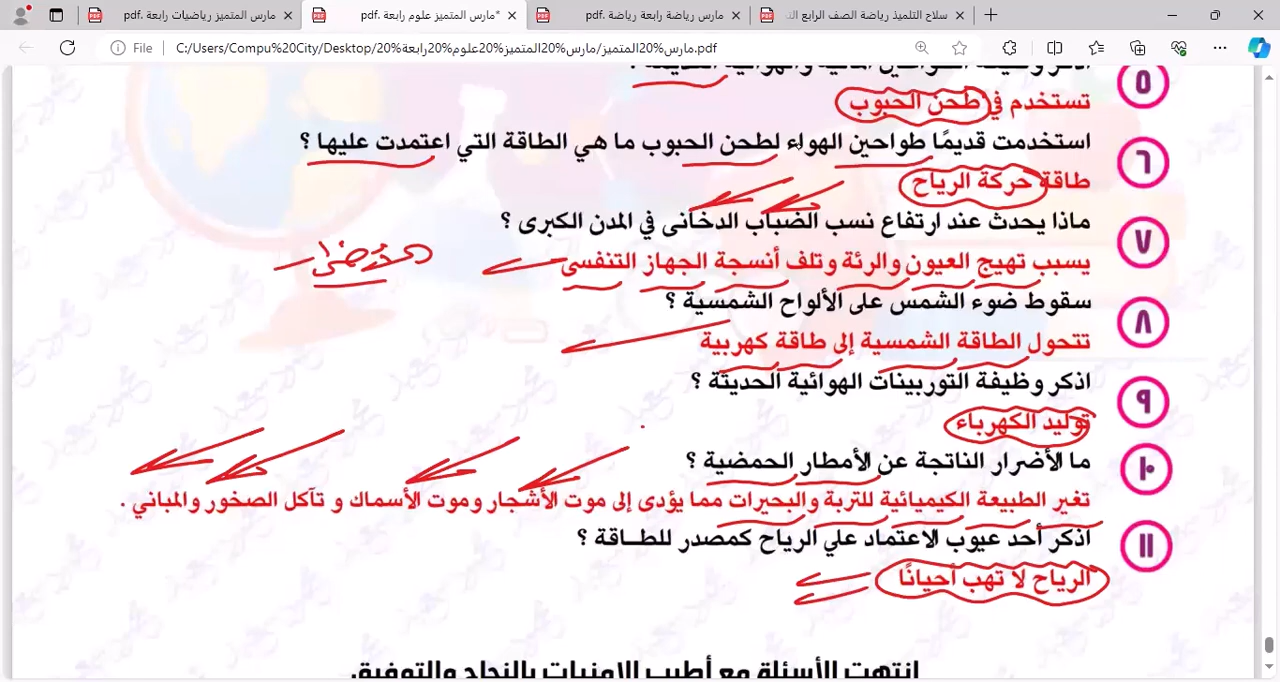 مارس المتميز رياضيات رابعة .pdf
*مارس المتميز علوم رابعة .pdf
مارس رياضة رابعة رياضة .pdf
سلاح التلميذ رياضة الصف الرابع
File
C:/Users/Compu%20City/Desktop/مارس%20المتميز/مارس%20المتميز%20علوم%20رابعة%20.pdf
٥
تستخدم في طحن الحبوب
٦ استخدمت قديمًا طواحين الهواء لطحن الحبوب ما هي الطاقة التي اعتمدت عليها ؟
طاقة حركة الرياح
٧ ماذا يحدث عند ارتفاع نسب الضباب الدخانى في المدن الكبرى ؟
يسبب تهيج العيون والرئة وتلف أنسجة الجهاز التنفسى
٨ سقوط ضوء الشمس على الألواح الشمسية ؟
تتحول الطاقة الشمسية إلى طاقة كهربية
٩ اذكر وظيفة التوربينات الهوائية الحديثة ؟
توليد الكهرباء
١٠ ما الأضرار الناتجة عن الأمطار الحمضية ؟
تغير الطبيعة الكيميائية للتربة والبحيرات مما يؤدى إلى موت الأشجار وموت الأسماك و تآكل الصخور والمباني .
١١ اذكر أحد عيوب الاعتماد علي الرياح كمصدر للطـاقة ؟
الرياح لا تهب أحيانًا
انتهت الأسئلة مع أطيب الامنيات بالنجاح والتوفيق